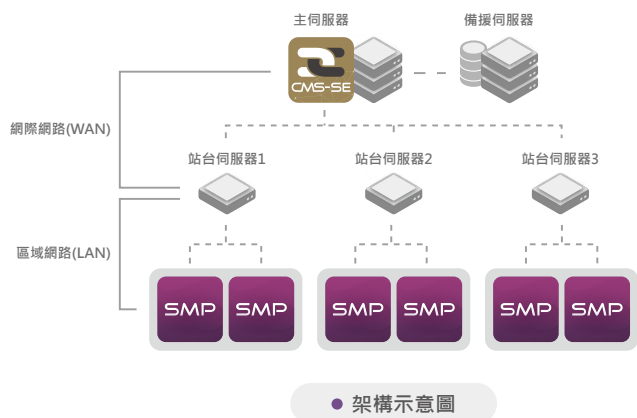 主伺服器
備援伺服器
CMS-SE
網際網路(WAN)
站台伺服器1
站台伺服器2
站台伺服器3
區域網路(LAN)
SMP
SMP
SMP
SMP
SMP
SMP
架構示意圖